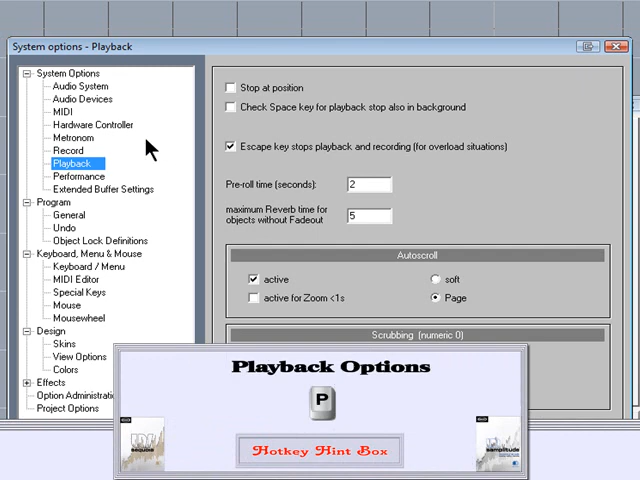 System options - Playback
System Options
Audio System
Audio Devices
MIDI
Hardware Controller
Metronom
Record
Playback
Performance
Extended Buffer Settings
Program
General
Undo
Object Lock Definitions
Keyboard, Menu & Mouse
Keyboard / Menu
MIDI Editor
Special Keys
Mouse
Mousewheel
Design
Skins
View Options
Colors
Effects
Option Administratio
Project Options
Stop at position
Check Space key for playback stop also in background
Escape key stops playback and recording (for overload situations)
Pre-roll time (seconds): 2
maximum Reverb time for
objects without Fadeout 5
Autoscroll
active soft
active for Zoom <1s Page
Scrubbing (numeric 0)
Playback Options
P
Hotkey Hint Box
sequoia
samplitude